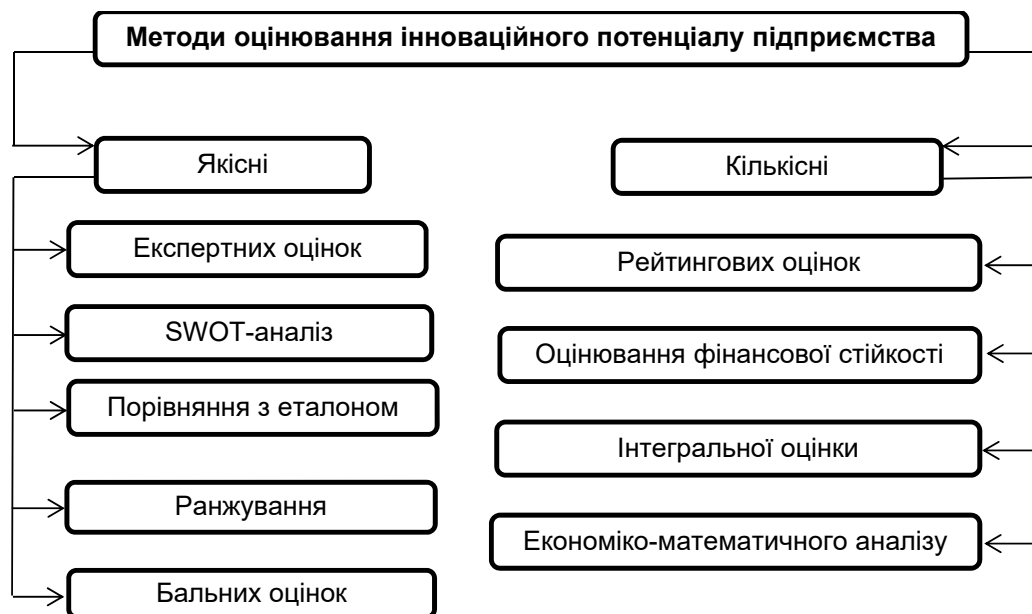 Методи оцінювання інноваційного потенціалу підприємства
Якісні
Кількісні
Експертних оцінок
SWOT-аналіз
Порівняння з еталоном
Ранжування
Бальних оцінок
Рейтингових оцінок
Оцінювання фінансової стійкості
Інтегральної оцінки
Економіко-математичного аналізу